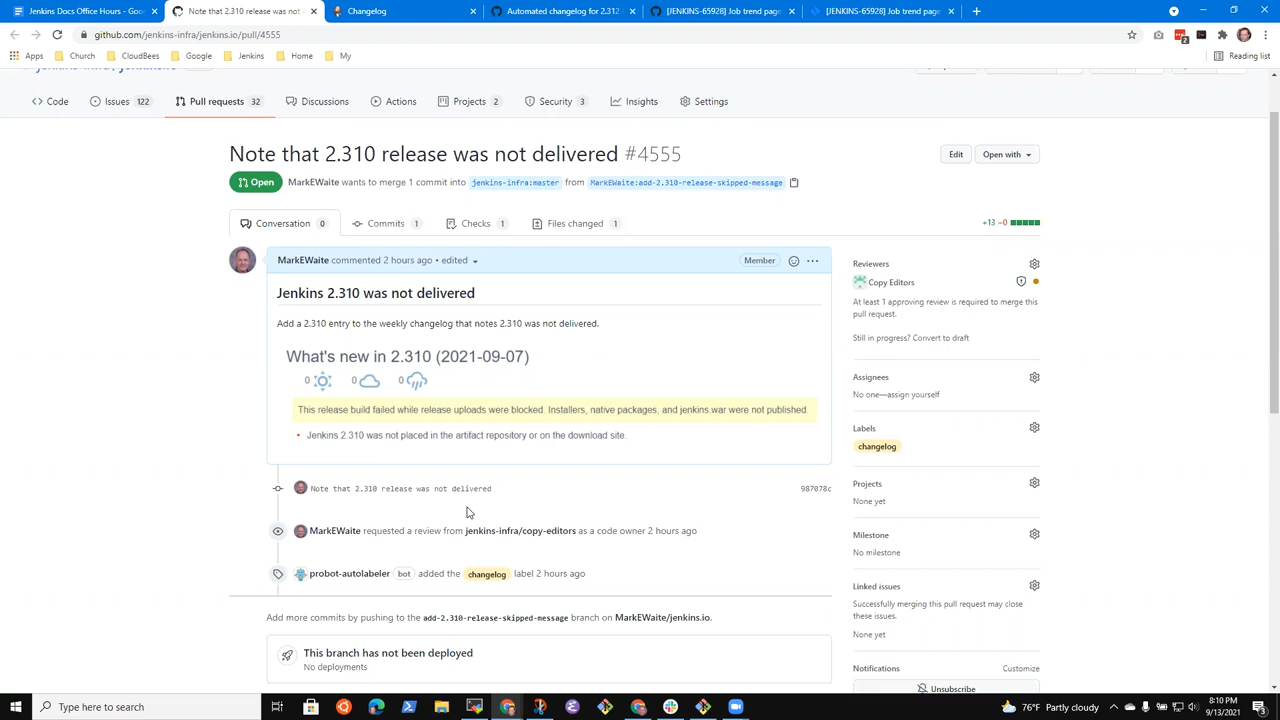 Jenkins Docs Office Hours - Goo
Note that 2.310 release was not
Changelog
Automated changelog for 2.312
[JENKINS-65928] Job trend page
[JENKINS-65928] Job trend page
github.com/jenkins-infra/jenkins.io/pull/4555
2
Apps Church CloudBees Google Jenkins Home My Reading list
Code Issues 122 Pull requests 32 Discussions Actions Projects 2 Security 3 Insights Settings
Note that 2.310 release was not delivered #4555
Edit Open with
Open MarkEWaite wants to merge 1 commit into jenkins-infra:master from MarkEWaite:add-2.310-release-skipped-message
Conversation 0 Commits 1 Checks 1 Files changed 1
+13 −0
MarkEWaite commented 2 hours ago • edited Member
Jenkins 2.310 was not delivered
Add a 2.310 entry to the weekly changelog that notes 2.310 was not delivered.
What's new in 2.310 (2021-09-07)
0 0 0
This release build failed while release uploads were blocked. Installers, native packages, and jenkins.war were not published.
Jenkins 2.310 was not placed in the artifact repository or on the download site.
Note that 2.310 release was not delivered 987078c
MarkEWaite requested a review from jenkins-infra/copy-editors as a code owner 2 hours ago
probot-autolabeler bot added the changelog label 2 hours ago
Add more commits by pushing to the add-2.310-release-skipped-message branch on MarkEWaite/jenkins.io.
This branch has not been deployed
No deployments
Reviewers
Copy Editors
At least 1 approving review is required to merge this
pull request.
Still in progress? Convert to draft
Assignees
No one—assign yourself
Labels
changelog
Projects
None yet
Milestone
No milestone
Linked issues
Successfully merging this pull request may close
these issues.
None yet
Notifications Customize
Unsubscribe
Type here to search
76°F Partly cloudy
8:10 PM
9/13/2021
3